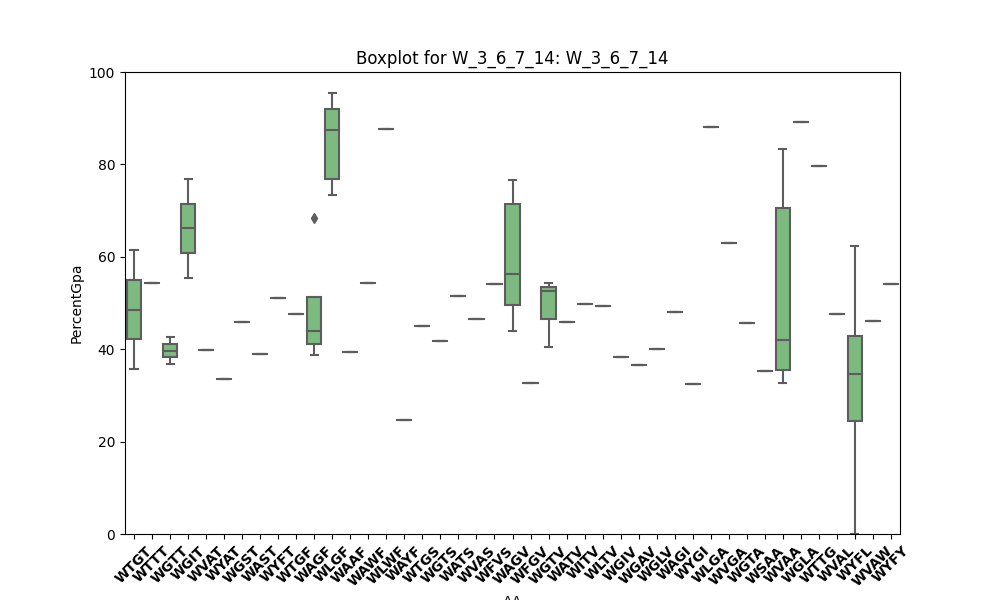 Boxplot for W_3_6_7_14: W_3_6_7_14
PercentGpa
100
80
60
40
20
0
WTGT
WTTT
WGTT
WGIT
WVAT
WYAT
WGST
WAST
WYFT
WTGF
WAGF
WLGF
WAAF
WAWF
WLWF
WAYF
WTGS
WGTS
WATS
WVAS
WFVS
WAGV
WFGV
WGTV
WATV
WITV
WLTV
WGIV
WGAV
WGLV
WAGI
WYGI
WLGA
WVGA
WGTA
WSAA
WVAA
WGLA
WTTG
WVAL
WYFL
WVAW
WYFY